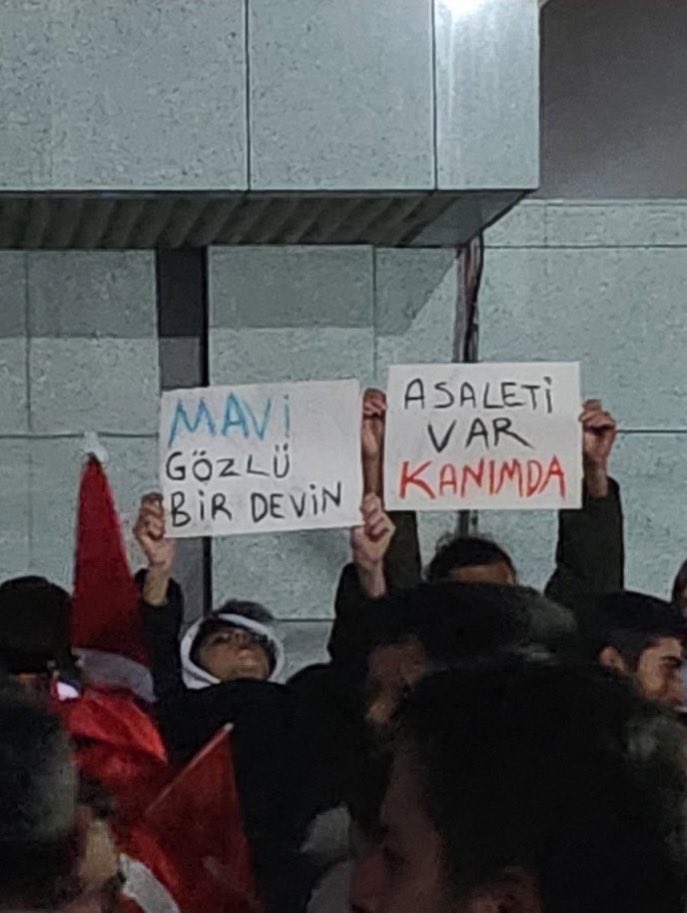 MAVİ
GÖZLÜ
BİR DEVİN
ASALETİ
VAR
KANIMDA